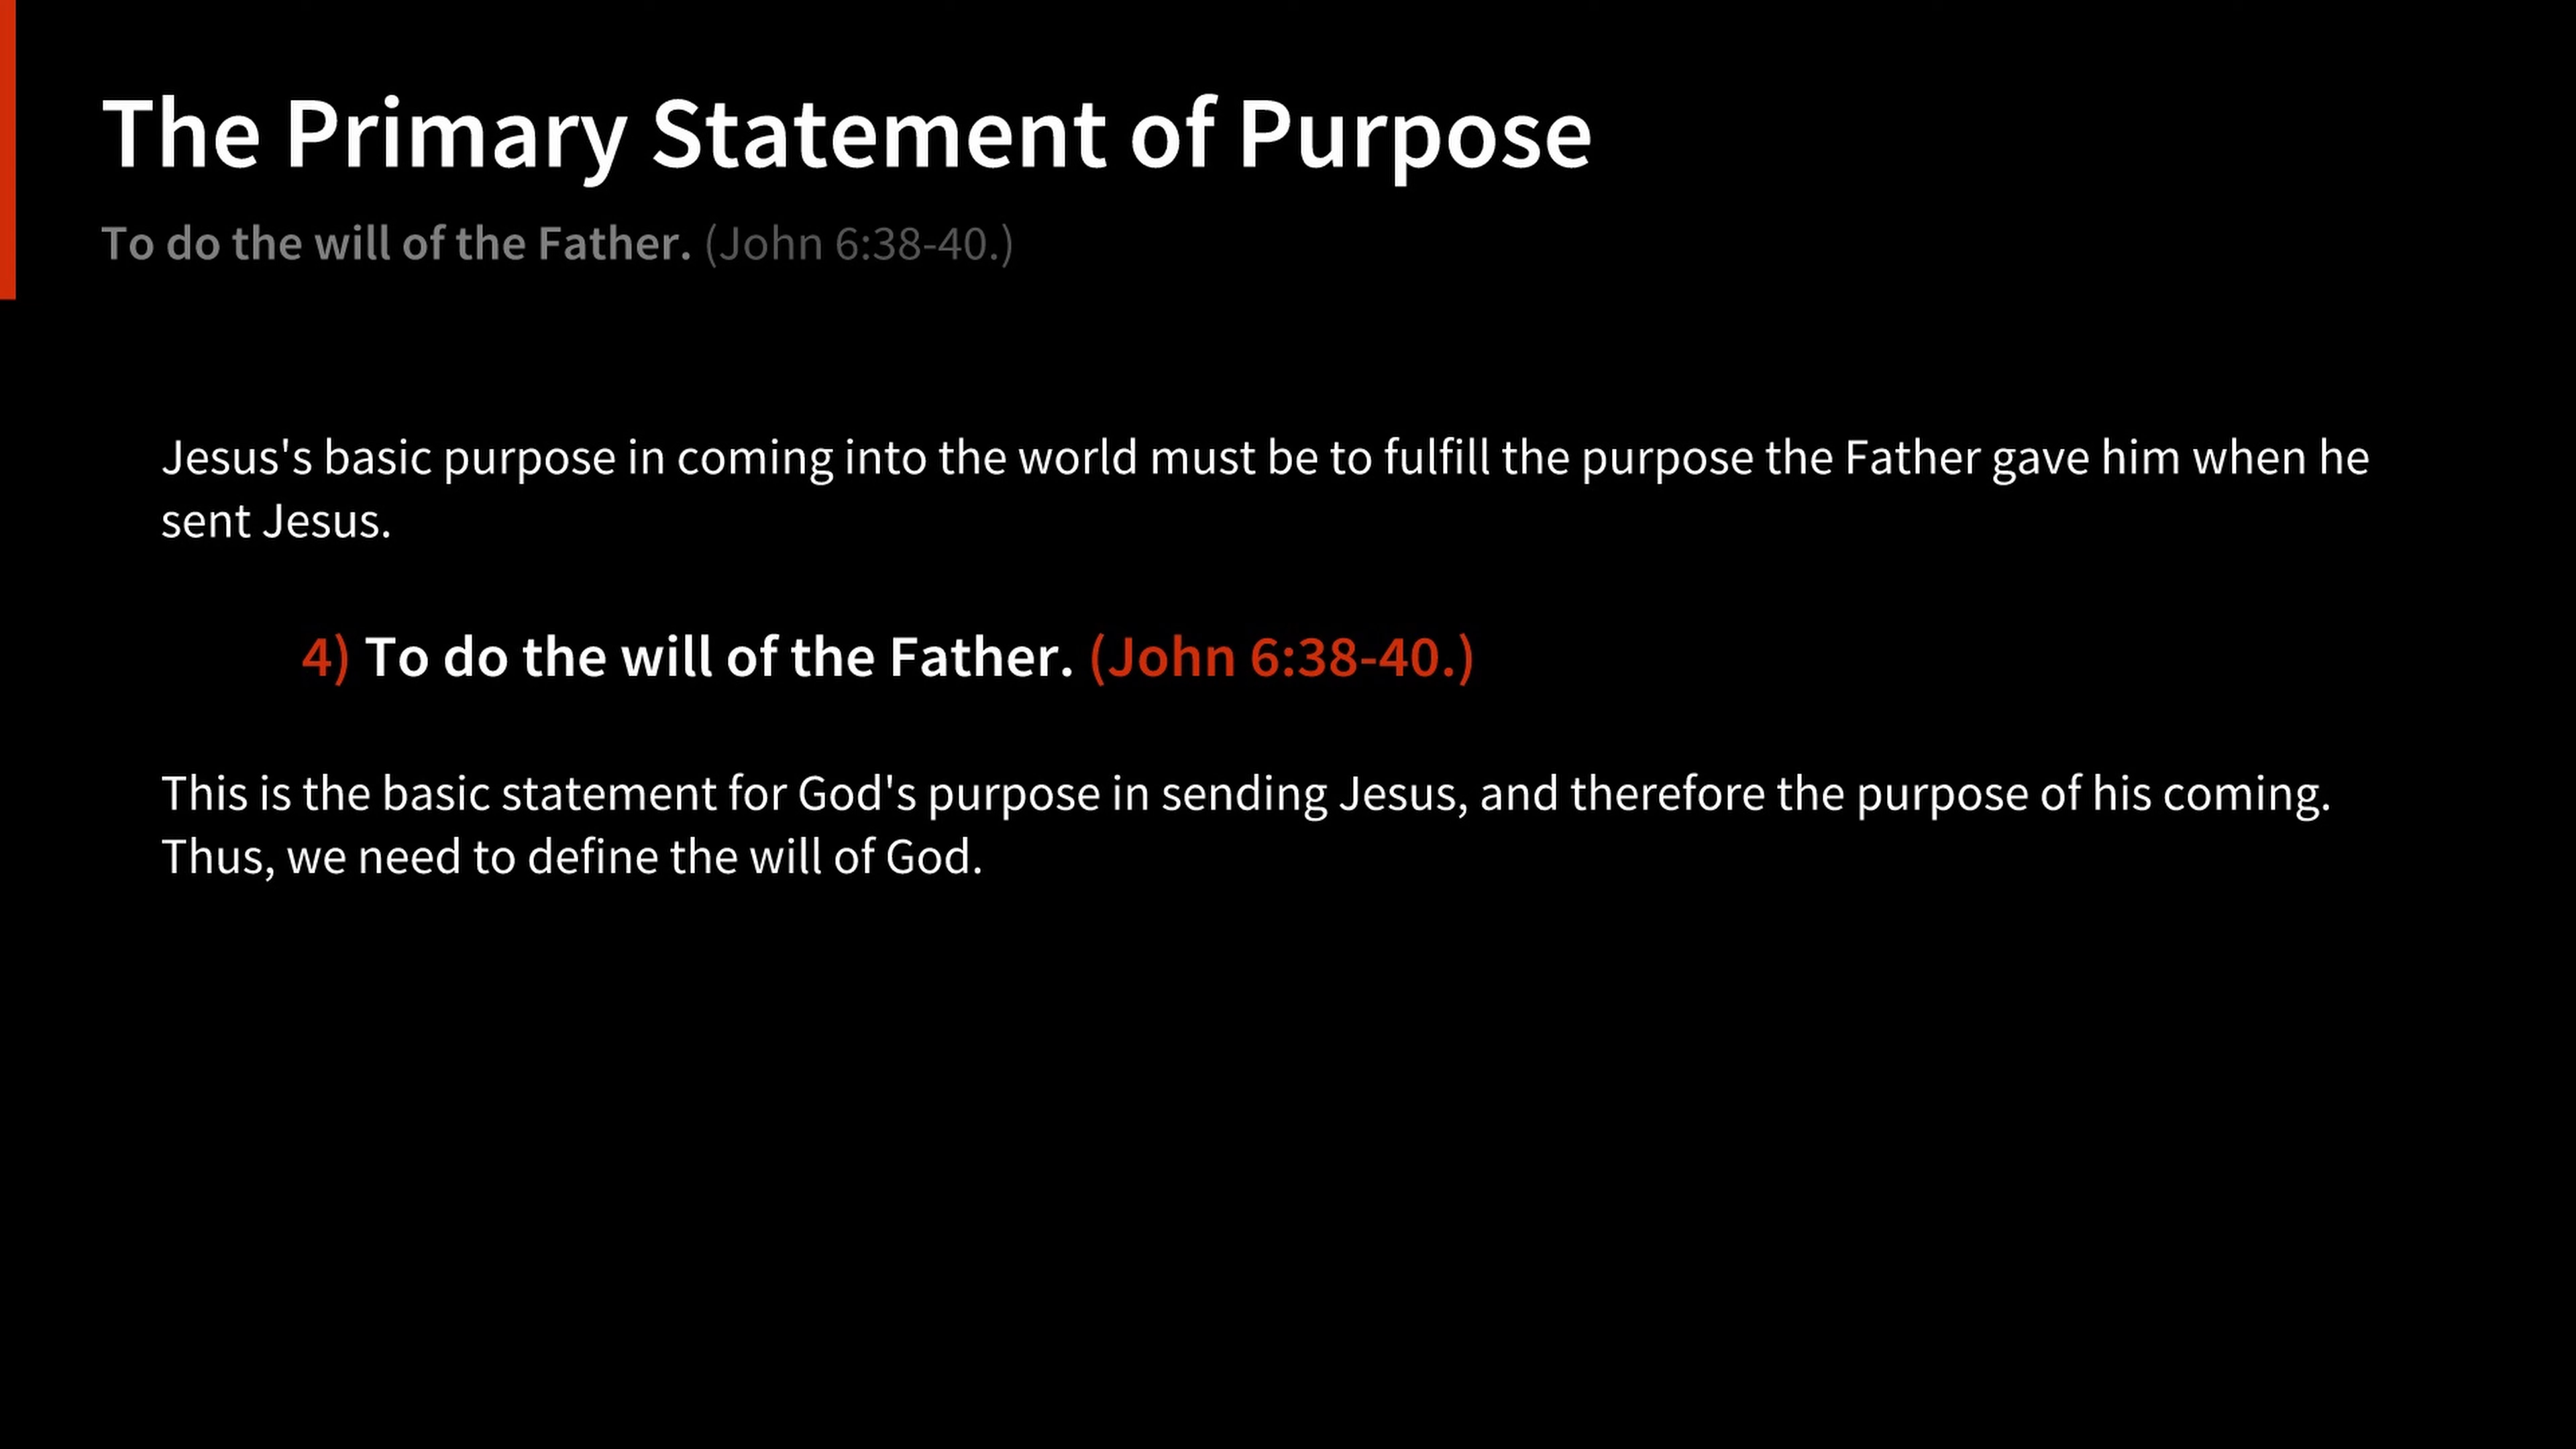 The Primary Statement of Purpose
To do the will of the Father. (John 6:38-40.)
Jesus's basic purpose in coming into the world must be to fulfill the purpose the Father gave him when he
sent Jesus.
4) To do the will of the Father. (John 6:38-40.)
This is the basic statement for God's purpose in sending Jesus, and therefore the purpose of his coming.
Thus, we need to define the will of God.